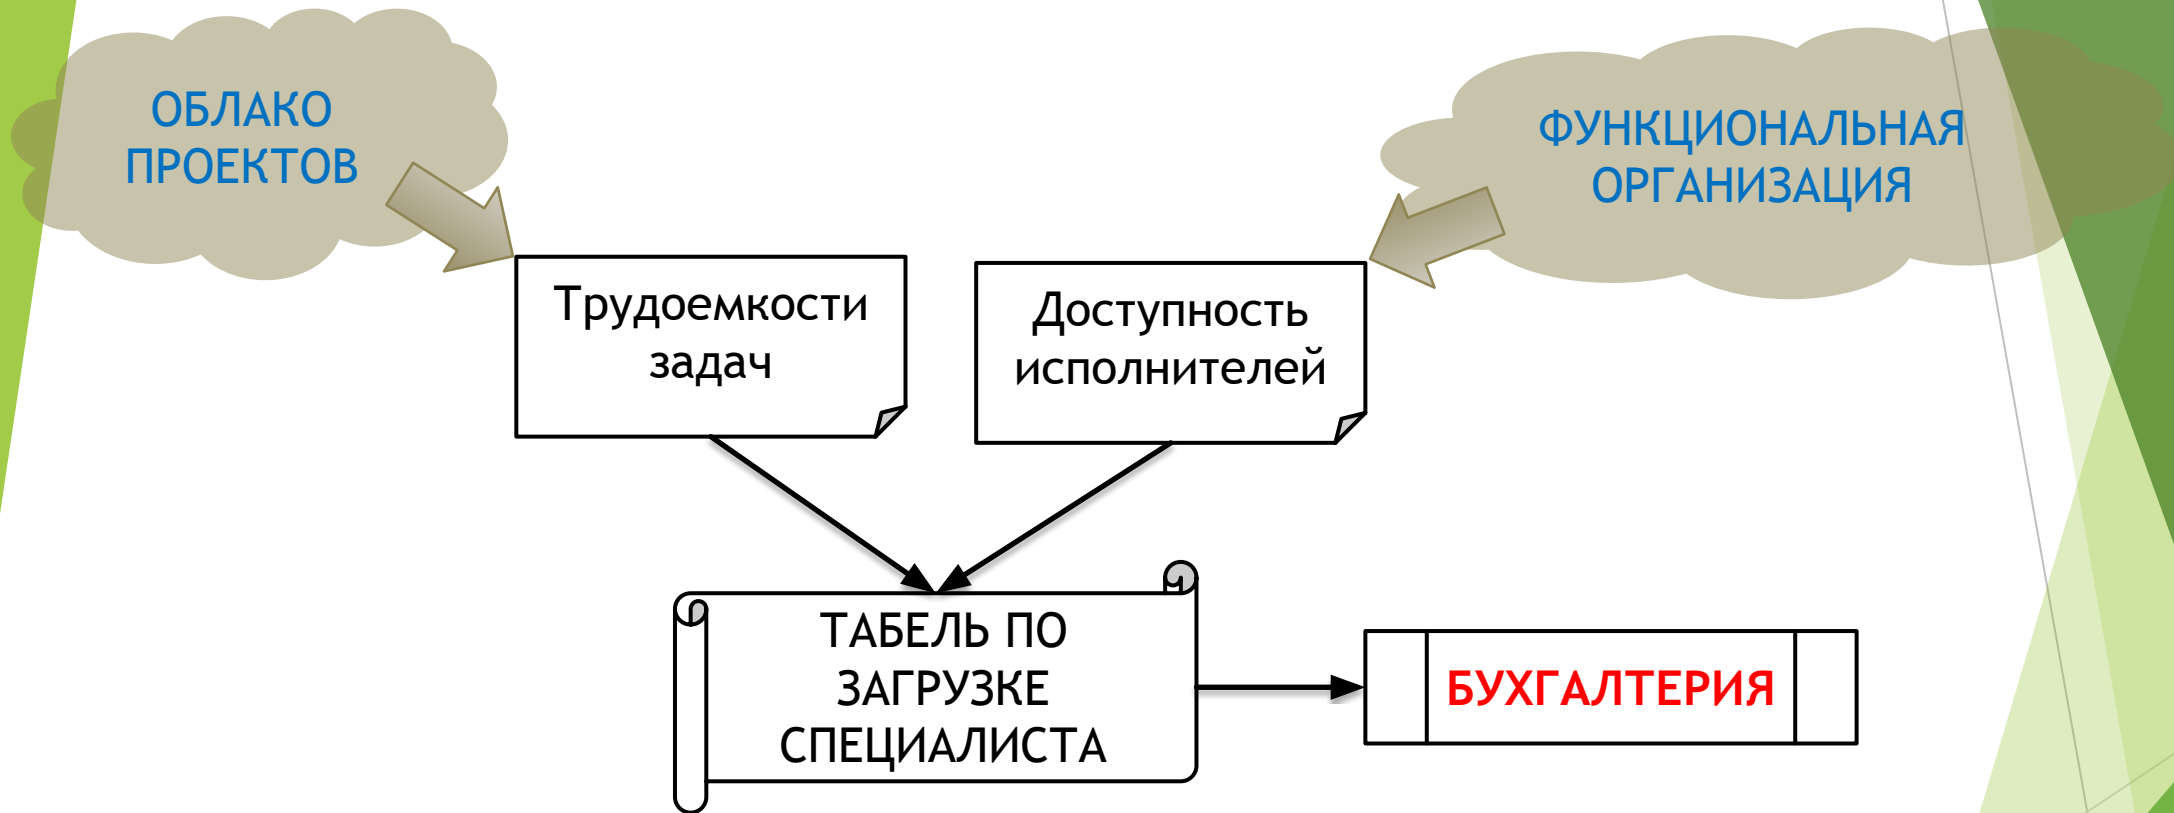 ОБЛАКО
ПРОЕКТОВ
ФУНКЦИОНАЛЬНАЯ
ОРГАНИЗАЦИЯ
Трудоемкости
задач
Доступность
исполнителей
ТАБЕЛЬ ПО
ЗАГРУЗКЕ
СПЕЦИАЛИСТА
БУХГАЛТЕРИЯ